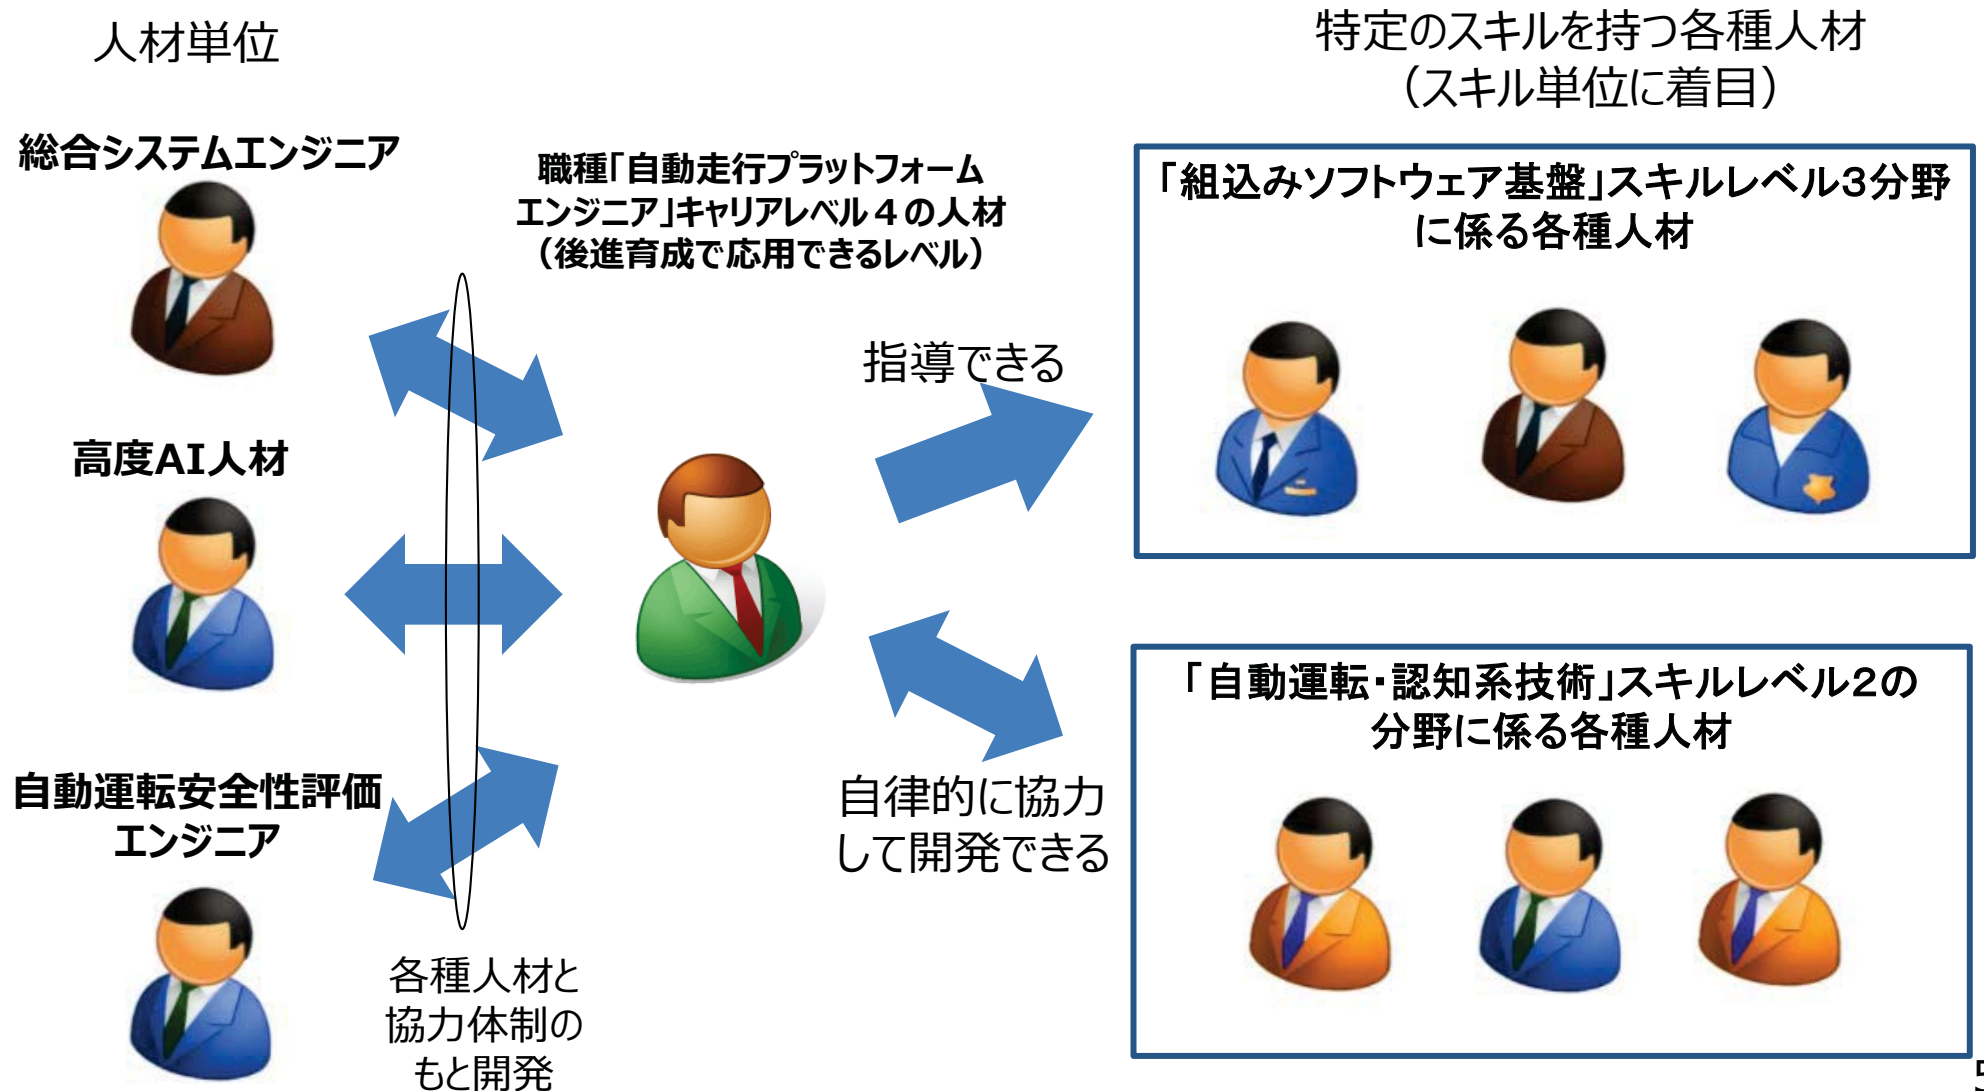 人材単位
特定のスキルを持つ各種人材
（スキル単位に着目）
総合システムエンジニア
職種「自動走行プラットフォーム
エンジニア」キャリアレベル４の人材
（後進育成で応用できるレベル）
「組込みソフトウェア基盤」スキルレベル３分野
に係る各種人材
指導できる
高度AI人材
「自動運転・認知系技術」スキルレベル２の
分野に係る各種人材
自動運転安全性評価
エンジニア
自律的に協力
して開発できる
各種人材と
協力体制の
もと開発